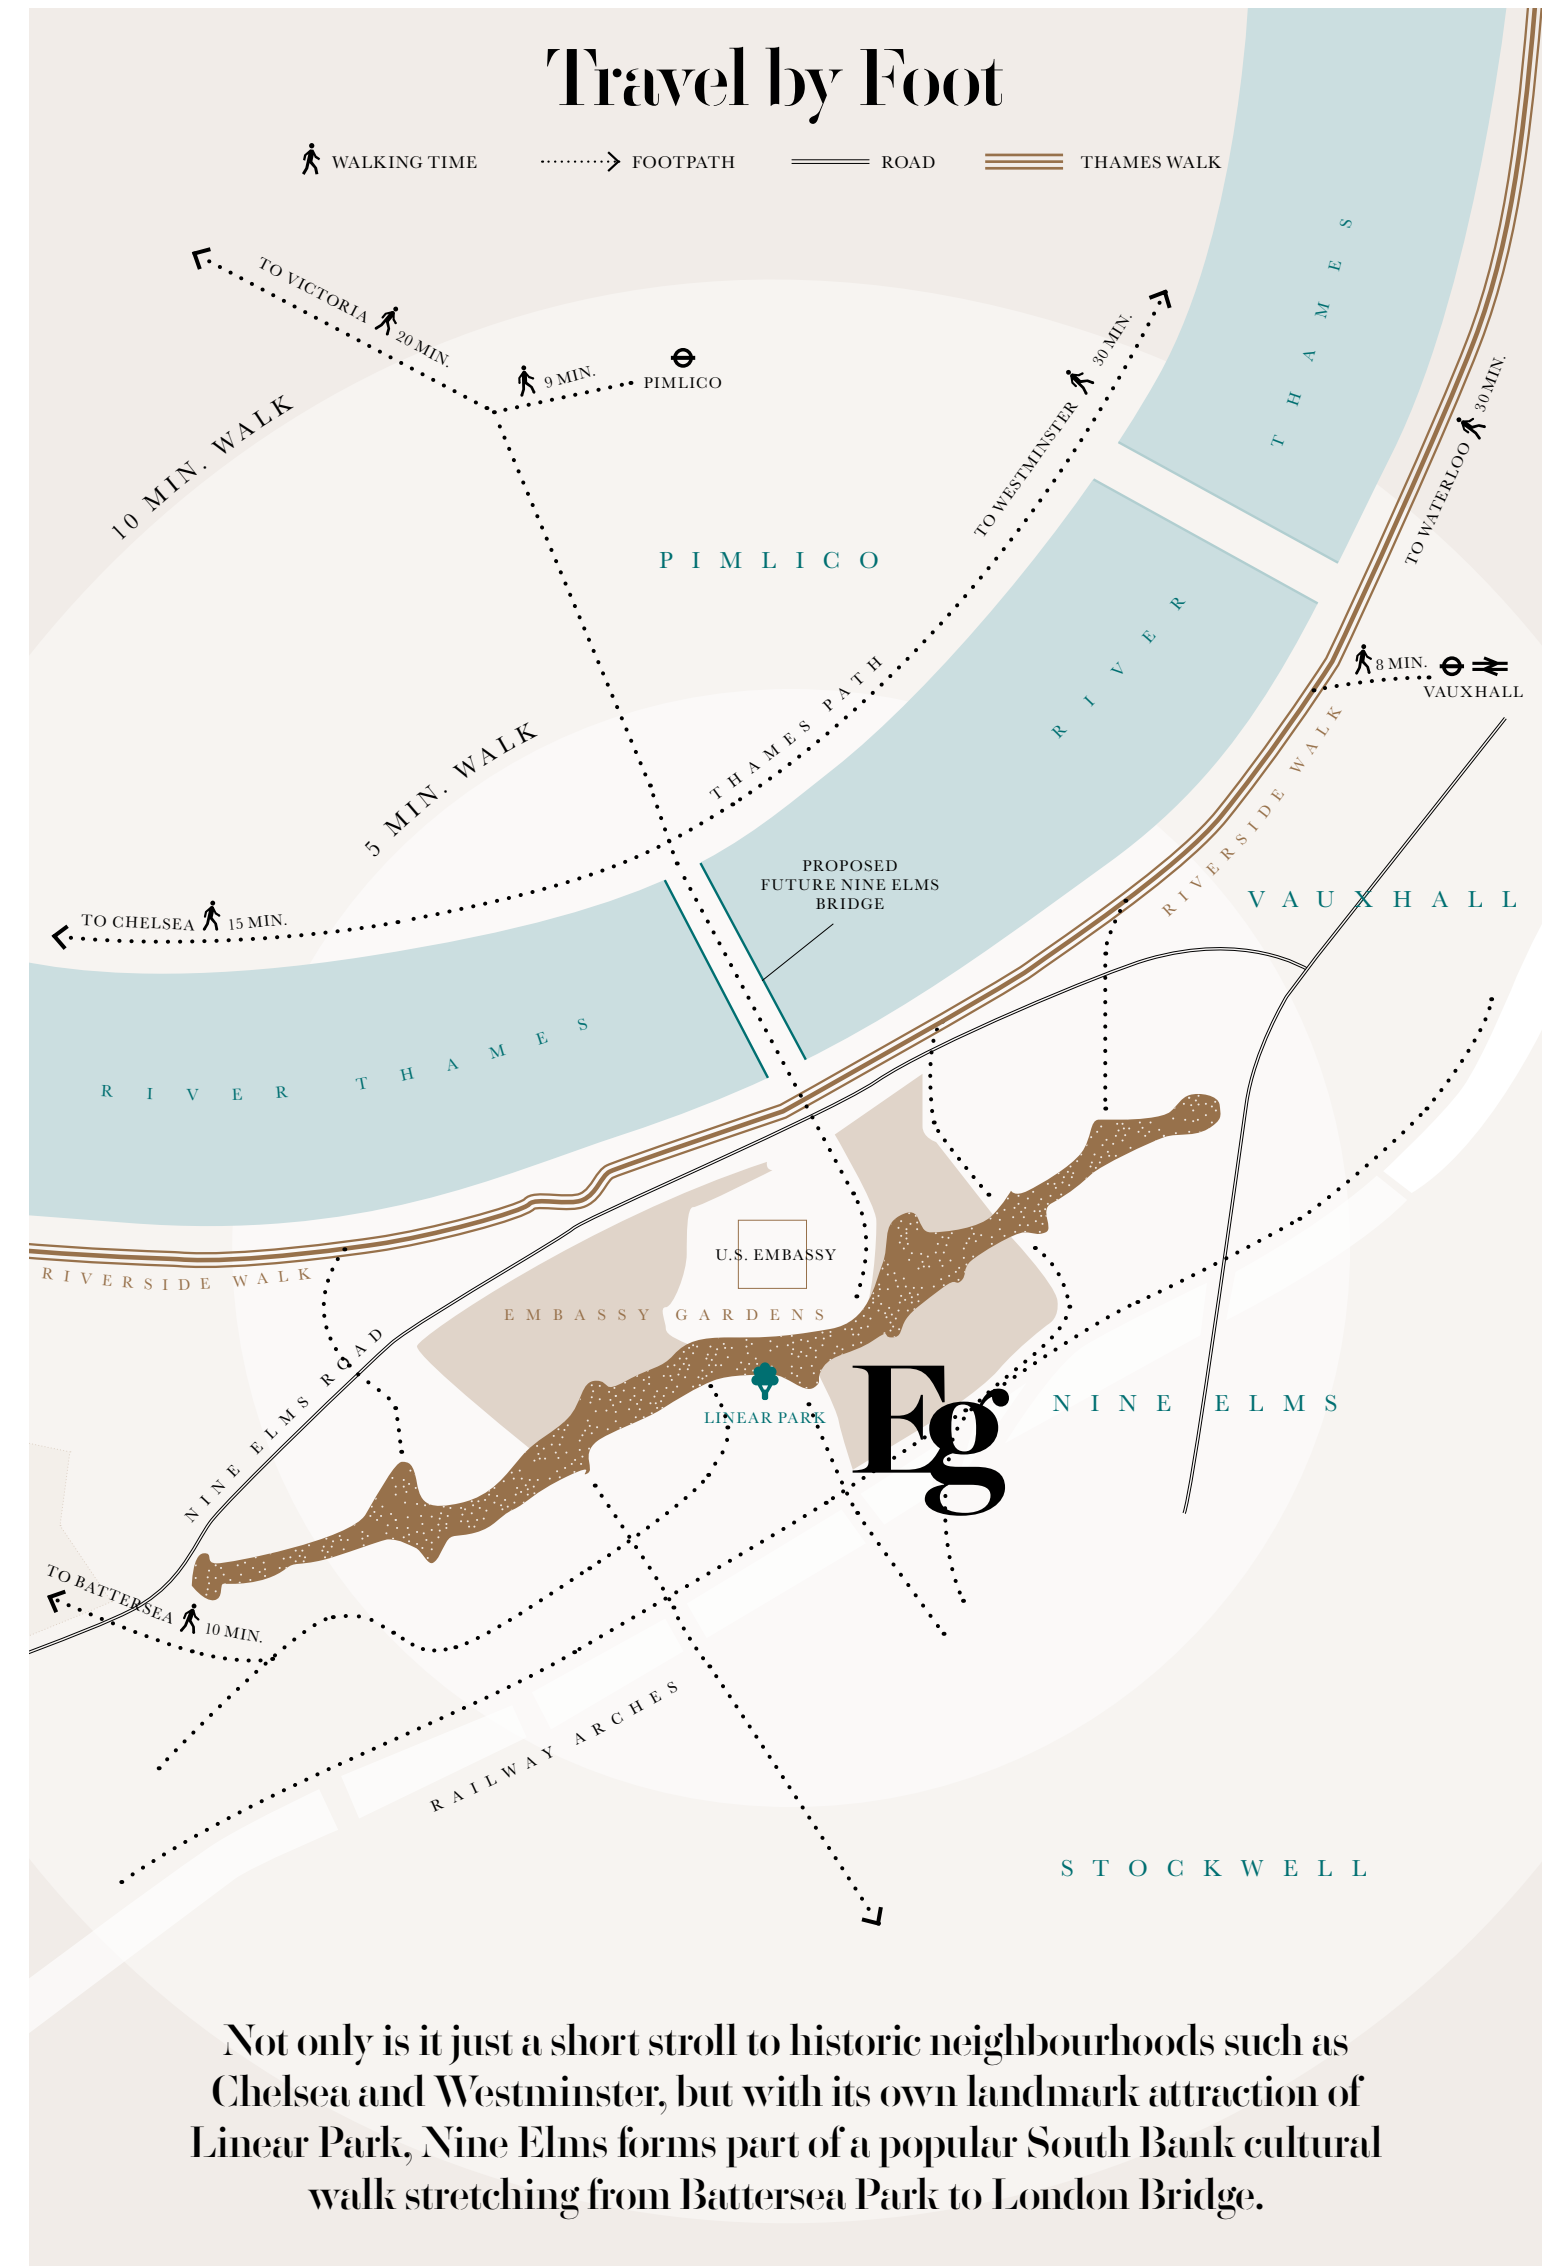 Travel by Foot
WALKING TIME
FOOTPATH
ROAD
THAMES WALK
THAMES
TO VICTORIA
20 MIN.
9 MIN.
PIMLICO
30 MIN.
TO WESTMINSTER
30 MIN.
TO WATERLOO
10 MIN. WALK
PIMLICO
RIVER
8 MIN.
VAUXHALL
THAMES PATH
5 MIN. WALK
RIVERSIDE WALK
PROPOSED
FUTURE NINE ELMS
BRIDGE
VAUXHALL
TO CHELSEA
15 MIN.
RIVER THAMES
U.S. EMBASSY
RIVERSIDE WALK
EMBASSY GARDENS
NINE ELMS ROAD
LINEAR PARK
Eg
NINE ELMS
TO BATTERSEA
10 MIN.
RAILWAY ARCHES
STOCKWELL
Not only is it just a short stroll to historic neighbourhoods such as
Chelsea and Westminster, but with its own landmark attraction of
Linear Park, Nine Elms forms part of a popular South Bank cultural
walk stretching from Battersea Park to London Bridge.